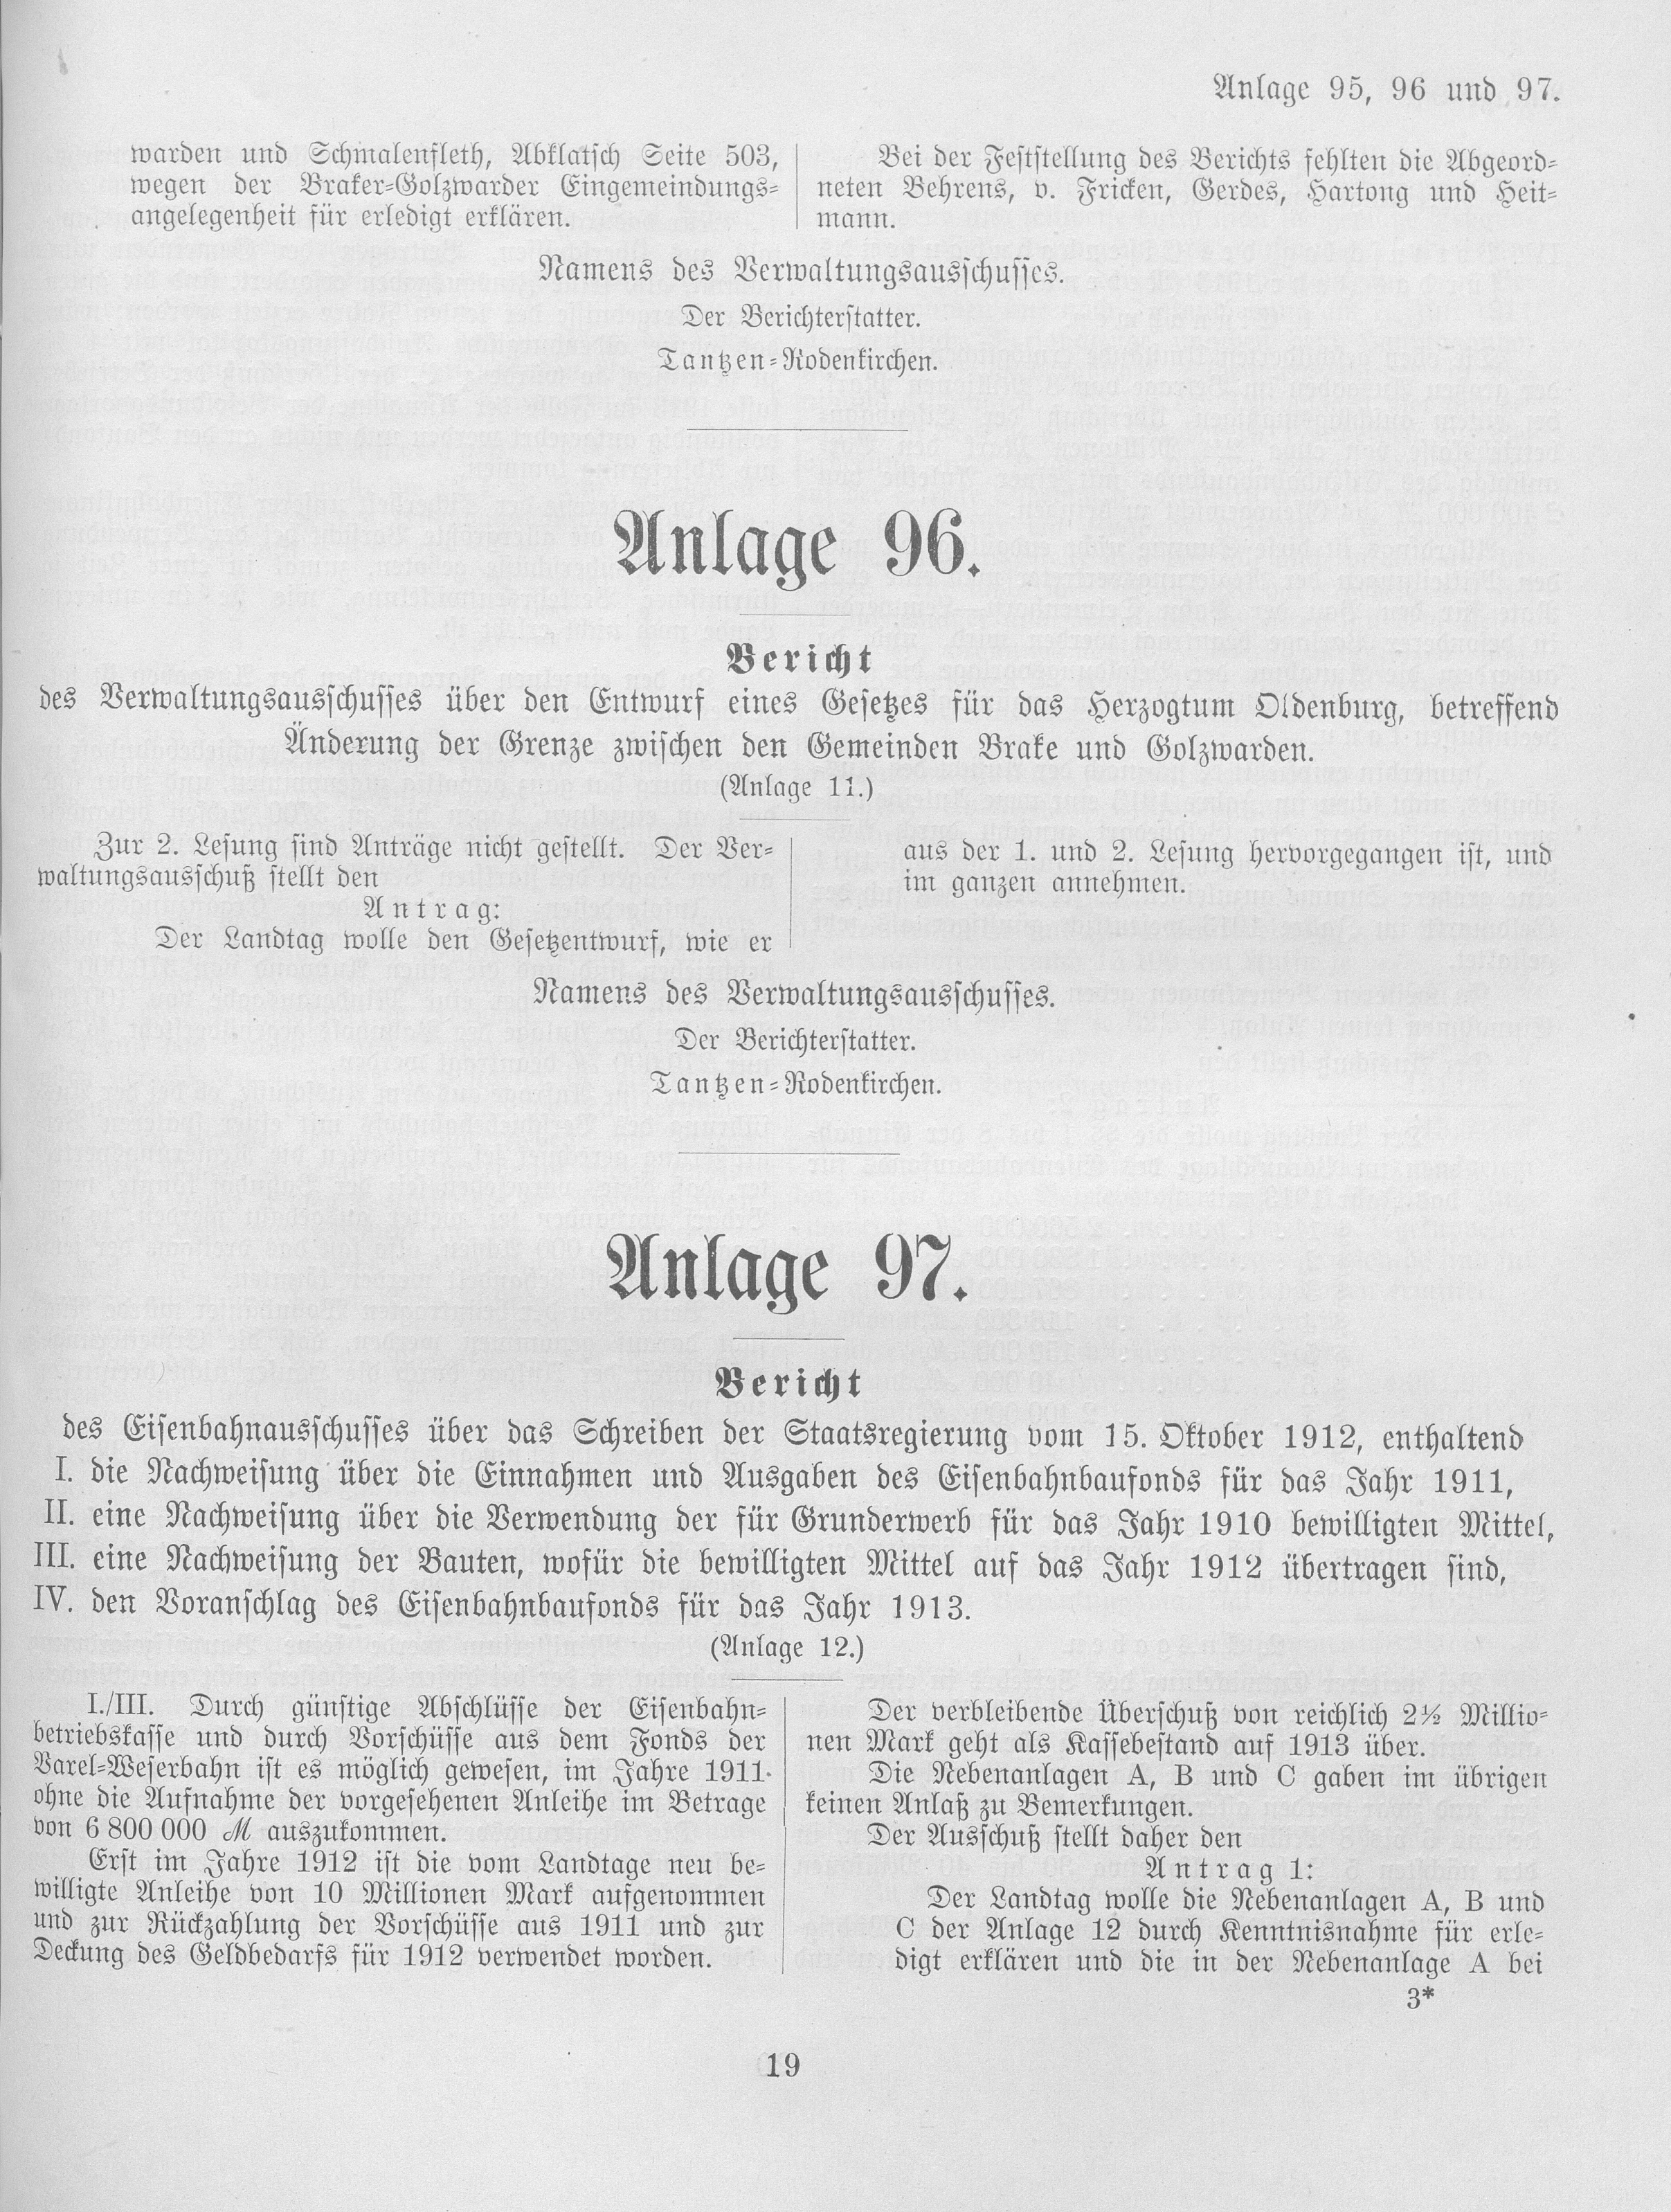 Anlage 95, 96 und 97.
warden und Schmalenfleth, Abklatsch Seite 503,
wegen der Braker-Golzwarder Eingemeindungs-
angelegenheit für erledigt erklären.
Bei der Feststellung des Berichts fehlten die Abgeord-
neten Behrens, v. Fricken, Gerdes, Hartong und Heit-
mann.
Namens des Verwaltungsausschusses.
Der Berichterstatter.
Tantzen-Rodenkirchen.
Anlage 96.
Bericht
des Verwaltungsausschusses über den Entwurf eines Gesetzes für das Herzogtum Oldenburg, betreffend
Änderung der Grenze zwischen den Gemeinden Brake und Golzwarden.
(Anlage 11.)
Zur 2. Lesung sind Anträge nicht gestellt. Der Ver-
waltungsausschuß stellt den
Antrag:
Der Landtag wolle den Gesetzentwurf, wie er
aus der 1. und 2. Lesung hervorgegangen ist, und
im ganzen annehmen.
Namens des Verwaltungsausschusses.
Der Berichterstatter.
Tantzen-Rodenkirchen.
Anlage 97.
Bericht
des Eisenbahnausschusses über das Schreiben der Staatsregierung vom 15. Oktober 1912, enthaltend
I. die Nachweisung über die Einnahmen und Ausgaben des Eisenbahnbaufonds für das Jahr 1911,
II. eine Nachweisung über die Verwendung der für Grunderwerb für das Jahr 1910 bewilligten Mittel,
III. eine Nachweisung der Bauten, wofür die bewilligten Mittel auf das Jahr 1912 übertragen sind,
IV. den Voranschlag des Eisenbahnbaufonds für das Jahr 1913.
(Anlage 12.)
I./III. Durch günstige Abschlüsse der Eisenbahn-
betriebskasse und durch Vorschüsse aus dem Fonds der
Varel-Weserbahn ist es möglich gewesen, im Jahre 1911
ohne die Aufnahme der vorgesehenen Anleihe im Betrage
von 6 800 000 ℳ auszukommen.
Erst im Jahre 1912 ist die vom Landtage neu be-
willigte Anleihe von 10 Millionen Mark aufgenommen
und zur Rückzahlung der Vorschüsse aus 1911 und zur
Deckung des Geldbedarfs für 1912 verwendet worden.
Der verbleibende Überschuß von reichlich 2½ Millio-
nen Mark geht als Kassebestand auf 1913 über.
Die Nebenanlagen A, B und C gaben im übrigen
keinen Anlaß zu Bemerkungen.
Der Ausschuß stellt daher den
Antrag 1:
Der Landtag wolle die Nebenanlagen A, B und
C der Anlage 12 durch Kenntnisnahme für erle-
digt erklären und die in der Nebenanlage A bei
3*
19